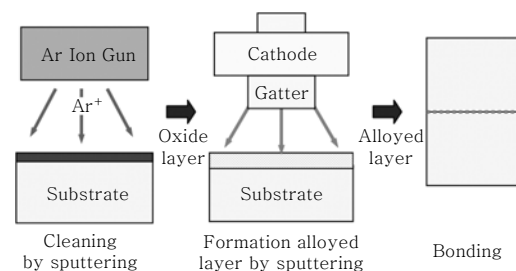 Ar Ion Gun
Ar⁺
Substrate
Cleaning
by sputtering
Oxide
layer
Cathode
Gatter
Substrate
Formation alloyed
layer by sputtering
Alloyed
layer
Bonding